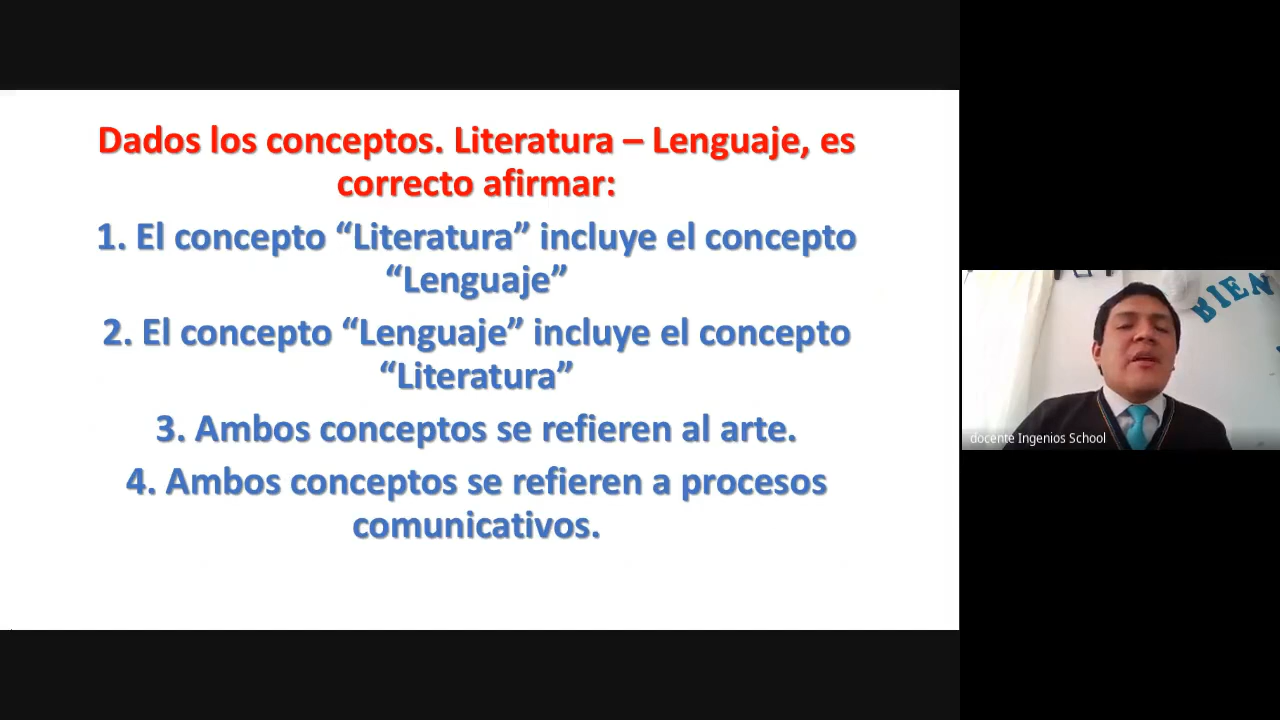 Dados los conceptos. Literatura – Lenguaje, es
correcto afirmar:
1. El concepto “Literatura” incluye el concepto
“Lenguaje”
2. El concepto “Lenguaje” incluye el concepto
“Literatura”
3. Ambos conceptos se refieren al arte.
4. Ambos conceptos se refieren a procesos
comunicativos.
BIEN
docente Ingenios School